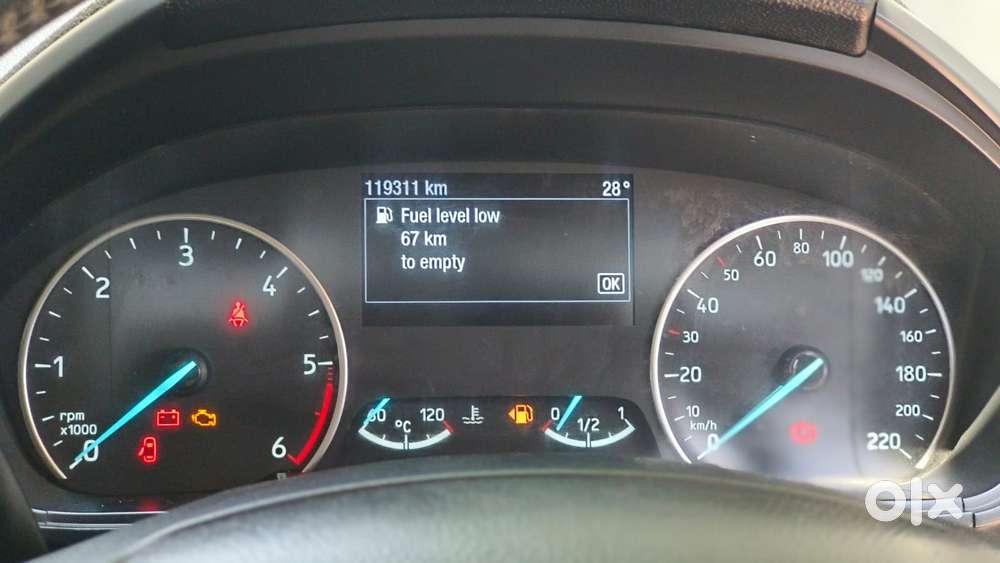 119311 km 28°
Fuel level low
67 km
to empty
OK
0 1 2 3 4 5 6
rpm
x1000
60 120
°C
0 1/2 1
0 10 20 30 40 50 60 80 100 120 140 160 180 200 220
km/h
olx